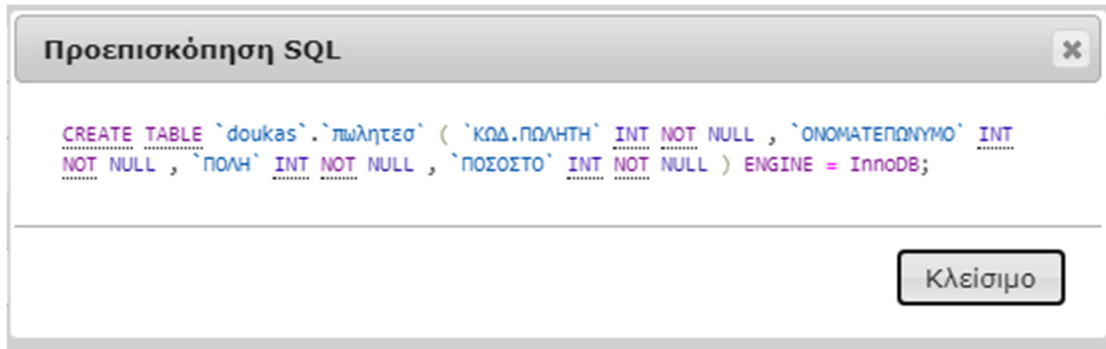 Προεπισκόπηση SQL
CREATE TABLE `doukas`.`πωλητεσ` ( `ΚΩΔ.ΠΩΛΗΤΗ` INT NOT NULL , `ΟΝΟΜΑΤΕΠΩΝΥΜΟ` INT
NOT NULL , `ΠΟΛΗ` INT NOT NULL , `ΠΟΣΟΣΤΟ` INT NOT NULL ) ENGINE = InnoDB;
Κλείσιμο